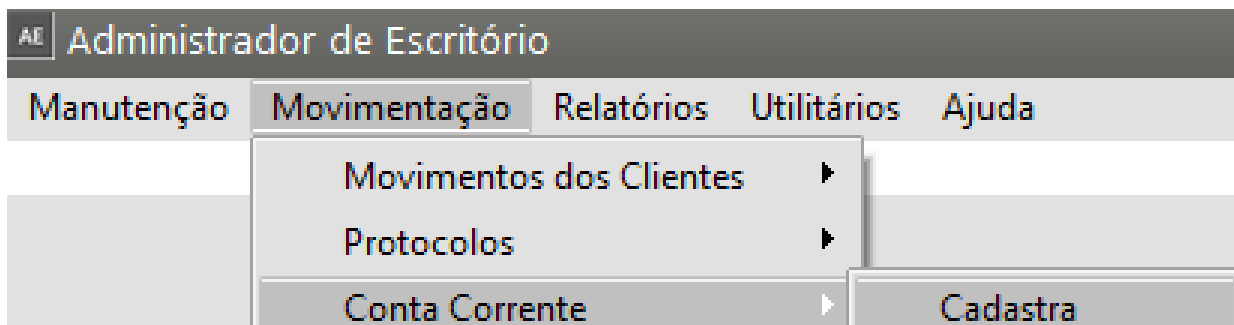 AE Administrador de Escritório
Manutenção Movimentação Relatórios Utilitários Ajuda
Movimentos dos Clientes
Protocolos
Conta Corrente Cadastra